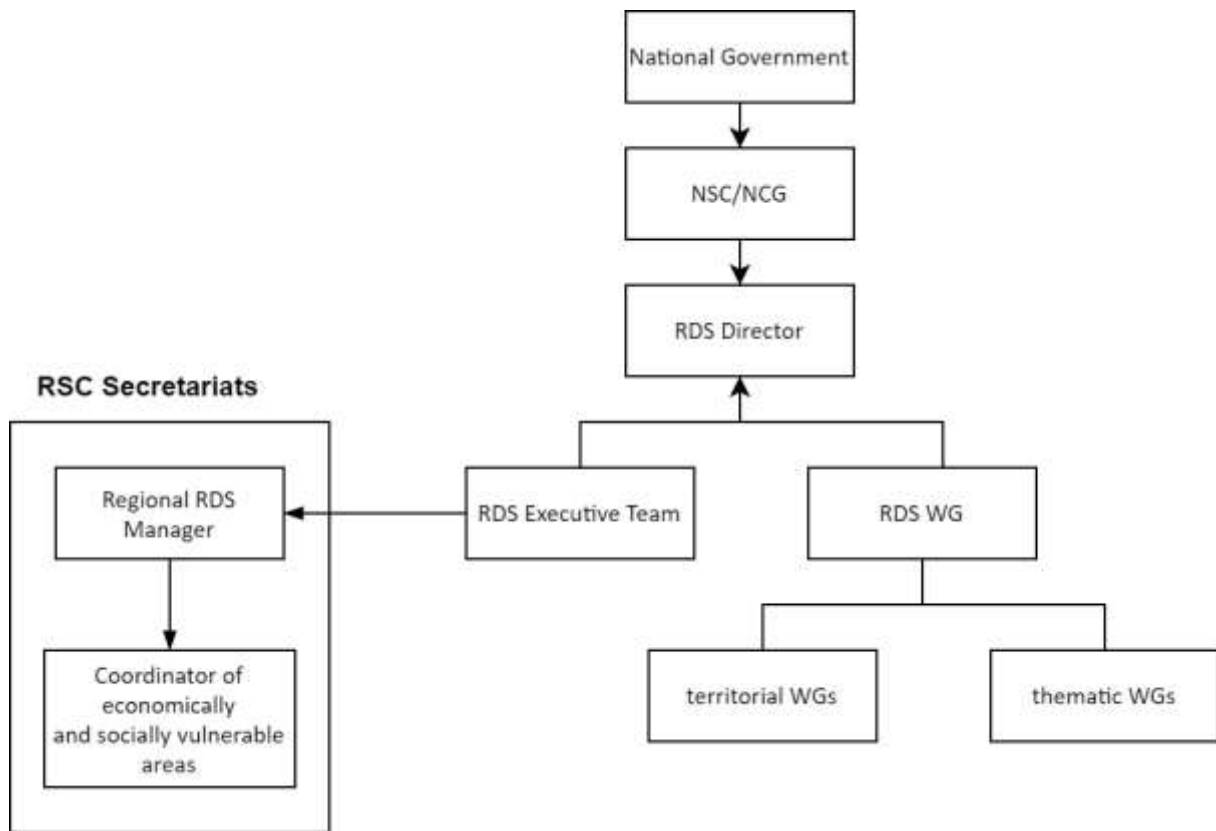 National Government
NSC/NCG
RDS Director
RSC Secretariats
Regional RDS
Manager
RDS Executive Team
RDS WG
Coordinator of
economically
and socially vulnerable
areas
territorial WGs
thematic WGs